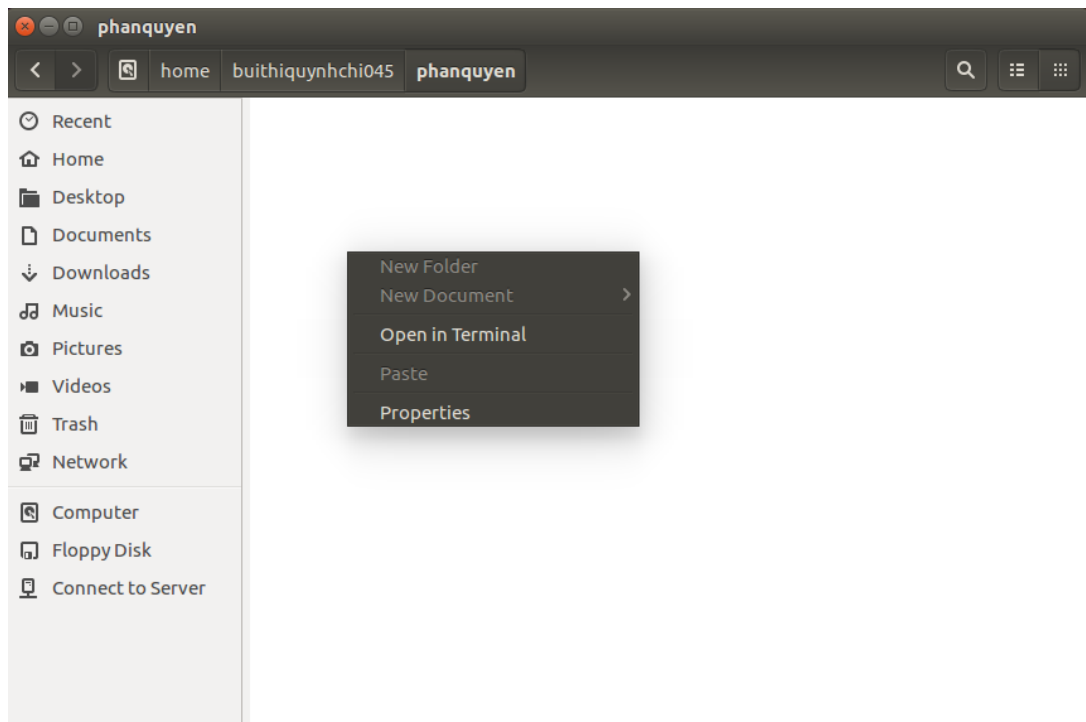 phanquyen
home buithiquynhchi045 phanquyen
Recent
Home
Desktop
Documents
Downloads
Music
Pictures
Videos
Trash
Network
Computer
Floppy Disk
Connect to Server
New Folder
New Document
Open in Terminal
Paste
Properties